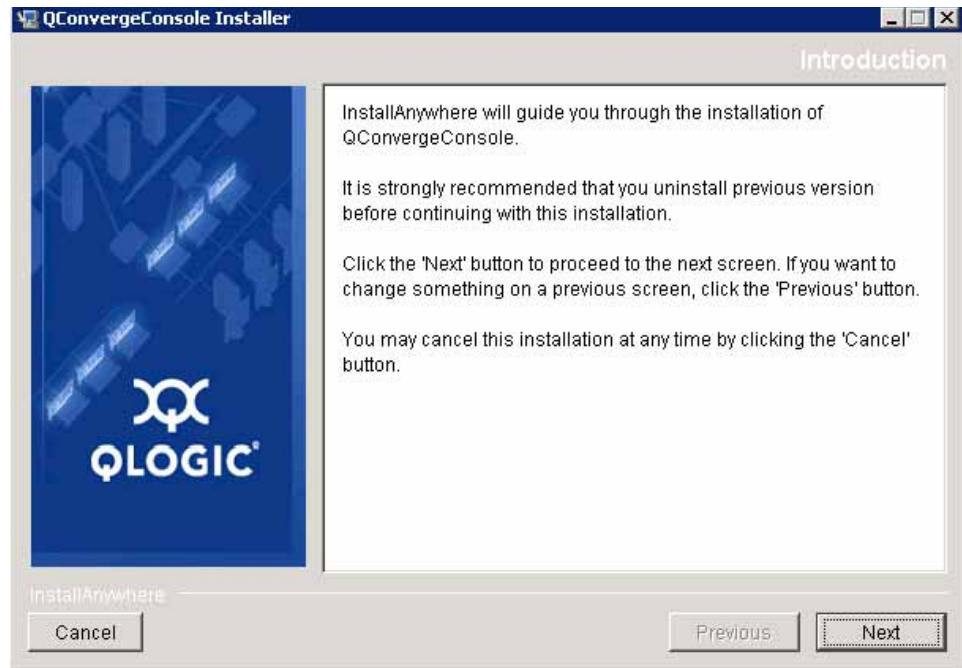 QConvergeConsole Installer
Introduction
InstallAnywhere will guide you through the installation of
QConvergeConsole.
It is strongly recommended that you uninstall previous version
before continuing with this installation.
Click the 'Next' button to proceed to the next screen. If you want to
change something on a previous screen, click the 'Previous' button.
You may cancel this installation at any time by clicking the 'Cancel'
button.
QLOGIC®
InstallAnywhere
Cancel
Previous
Next